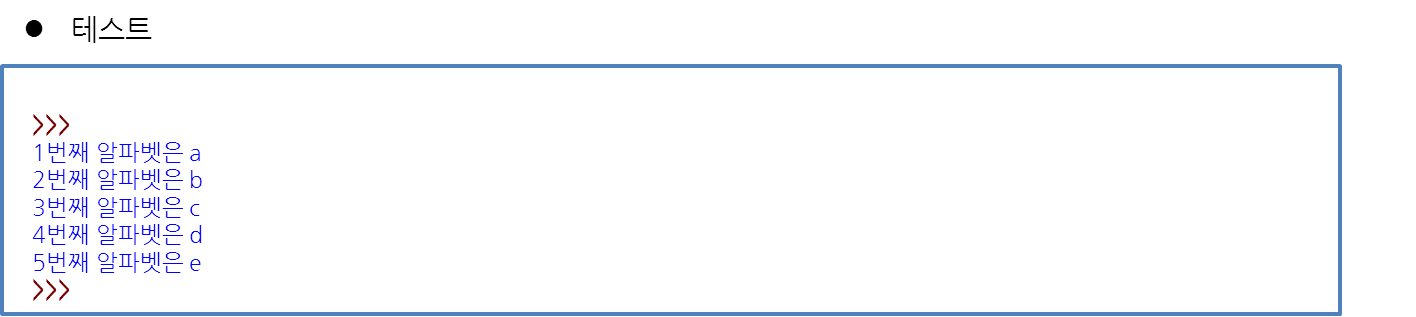 ● 테스트
>>>
1번째 알파벳은 a
2번째 알파벳은 b
3번째 알파벳은 c
4번째 알파벳은 d
5번째 알파벳은 e
>>>